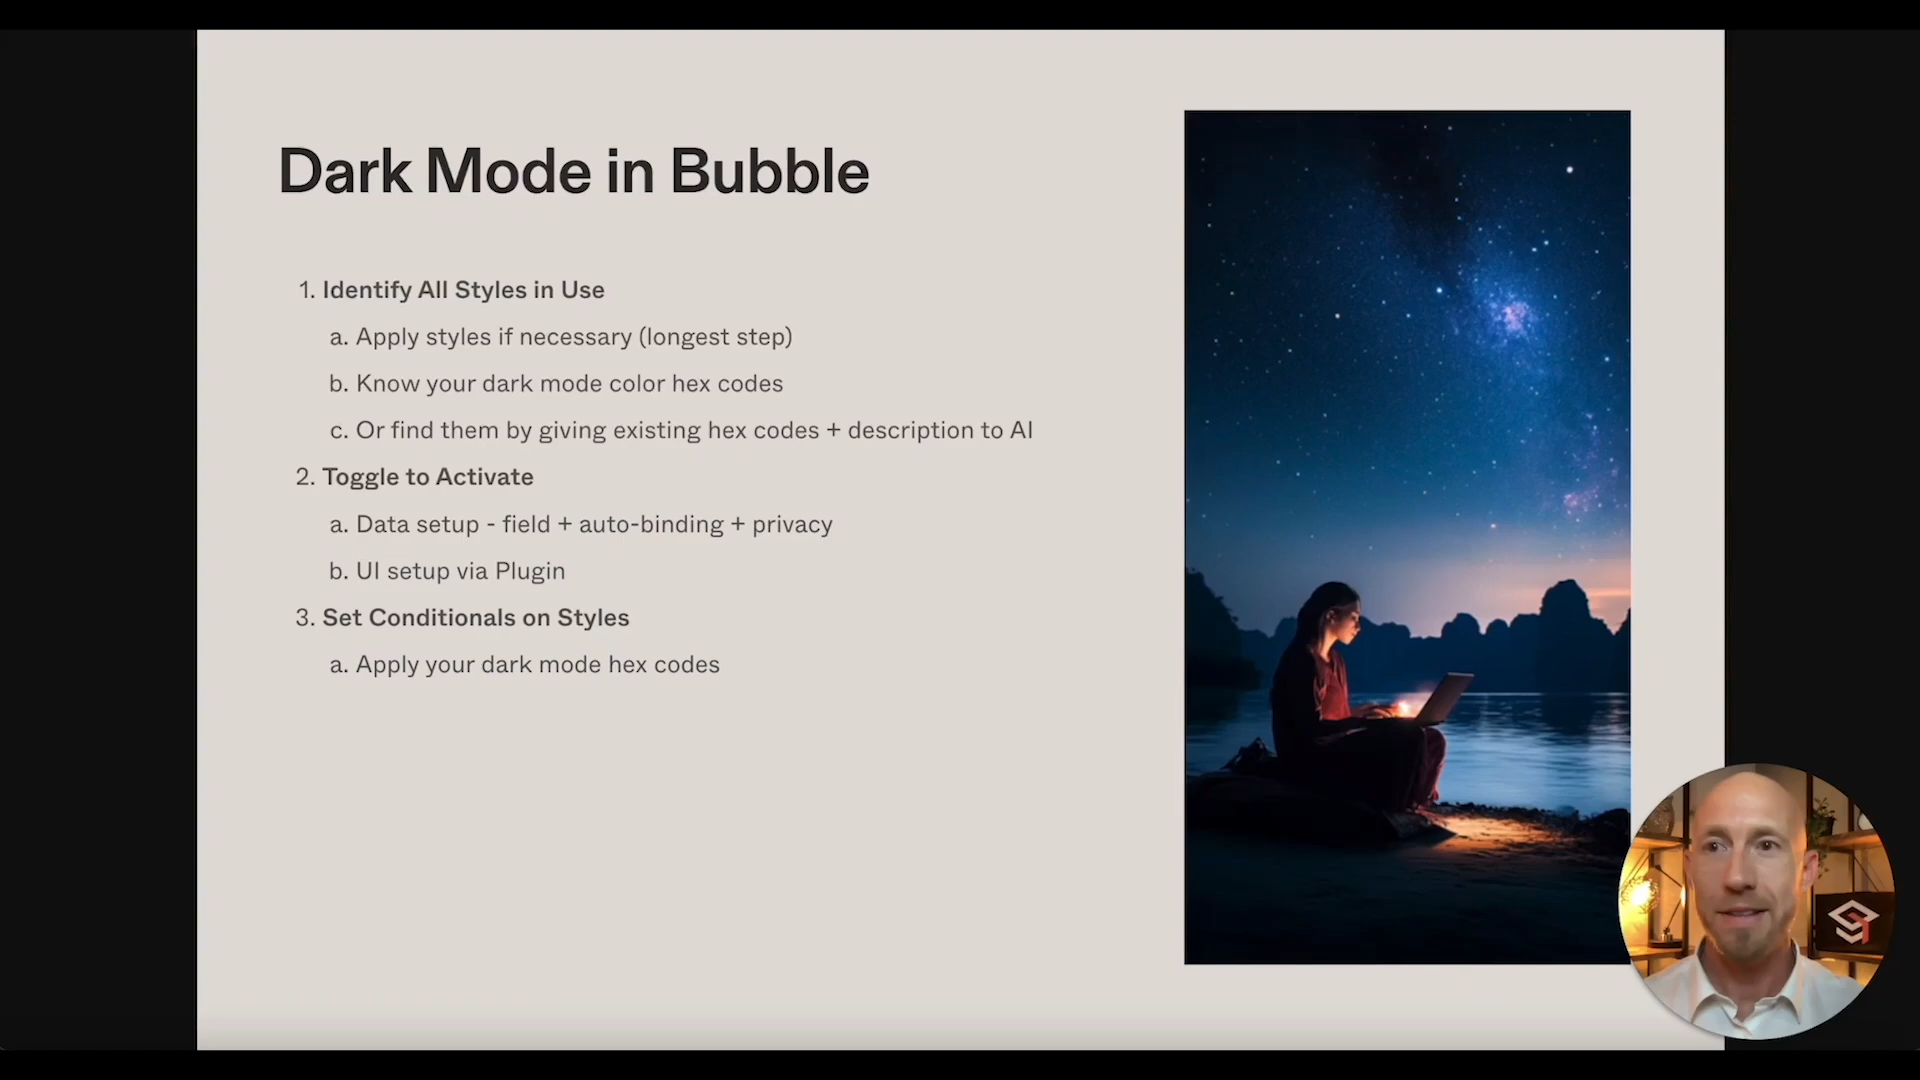 Dark Mode in Bubble
1. Identify All Styles in Use
a. Apply styles if necessary (longest step)
b. Know your dark mode color hex codes
c. Or find them by giving existing hex codes + description to AI
2. Toggle to Activate
a. Data setup - field + auto-binding + privacy
b. UI setup via Plugin
3. Set Conditionals on Styles
a. Apply your dark mode hex codes